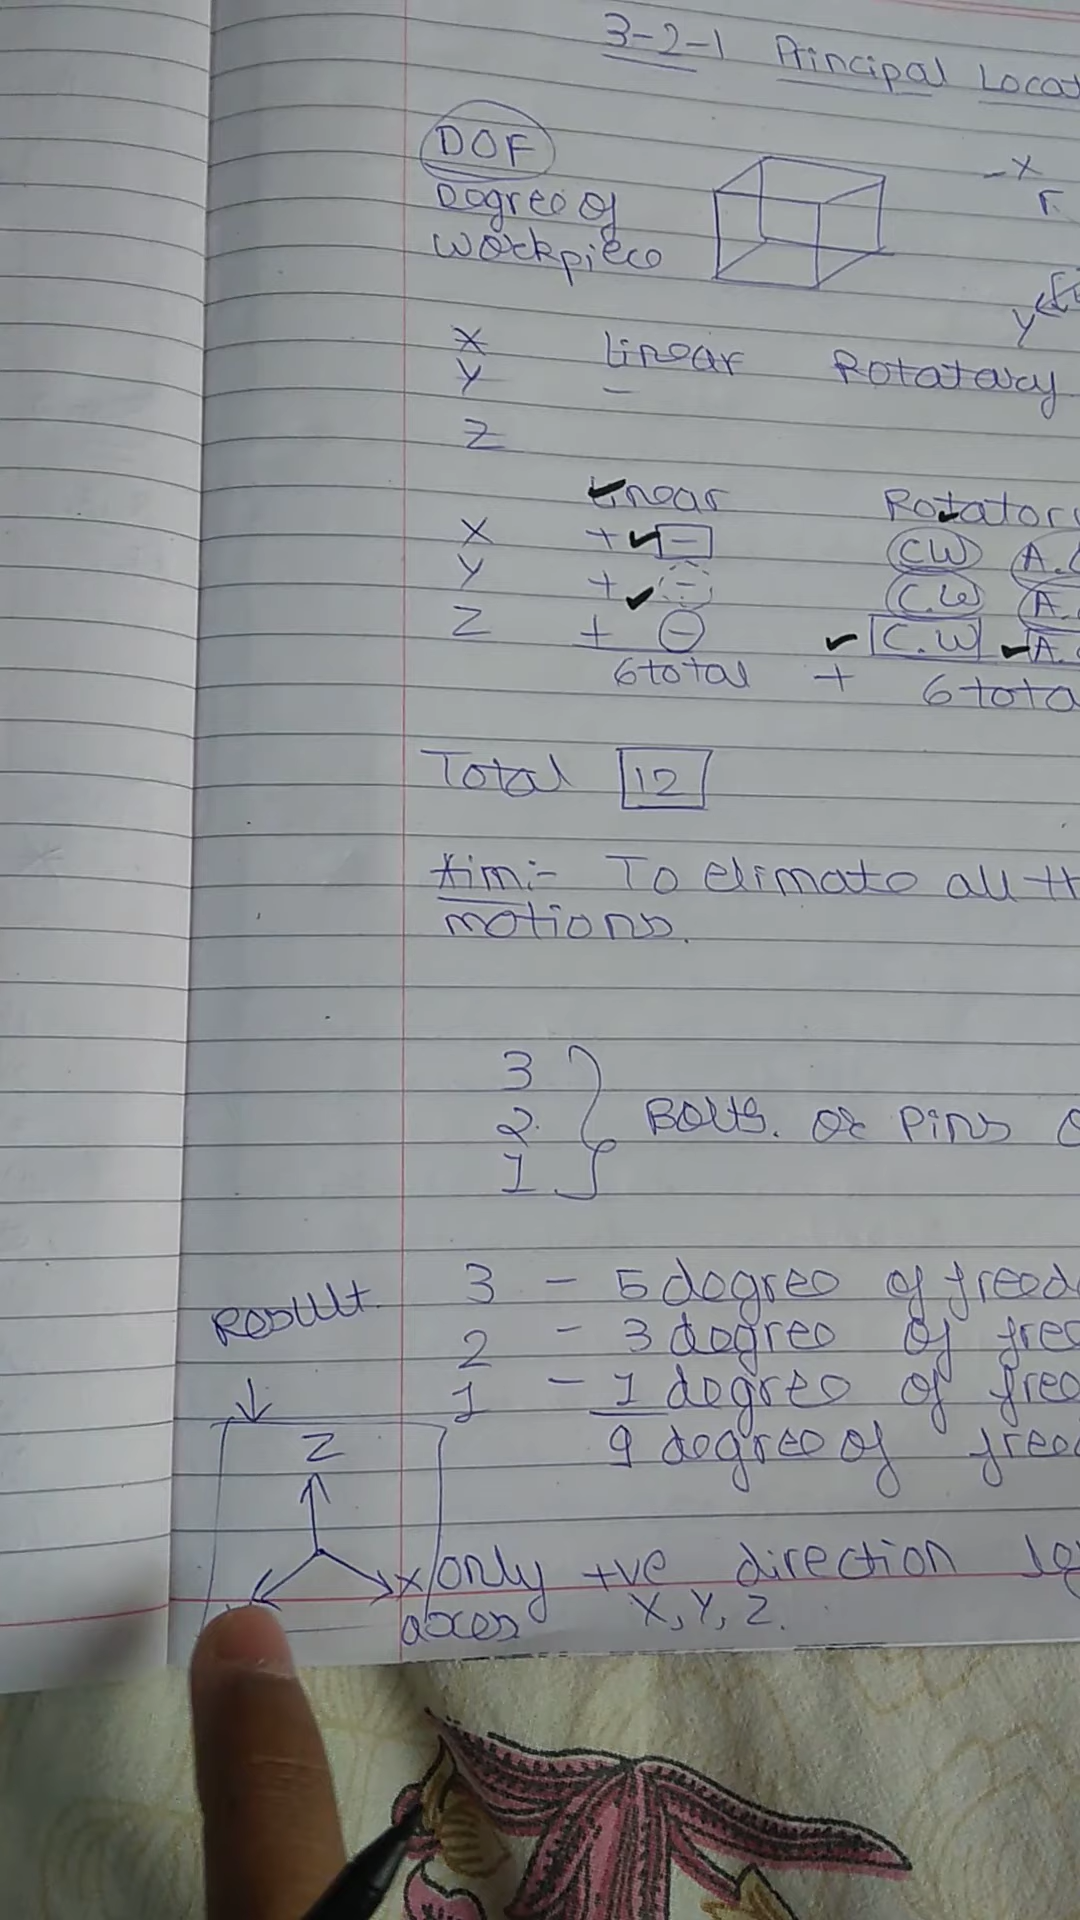 3-2-1 Principal Locat
DOF
Degree of
workpiece
-X
Y
X Linear Rotatary
Y -
Z
Linear Rotator
X + - CW A.
Y + - C.W A.
Z + - C.W A.
6 total + 6 tota
Total 12
Aim:- To elimate all th
motions.
3
2
1
Bolts. or Pins
Result
3 - 5 degree of freed
2 - 3 degree of free
1 - 1 degree of free
9 degree of freed
Z
X
only +ve direction
axes X, Y, Z.